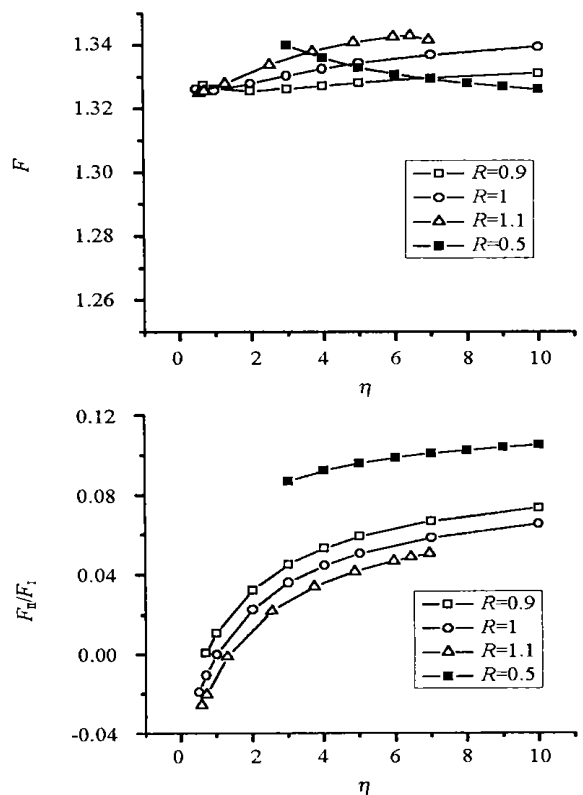 1.34
1.32
1.30
1.28
1.26
F
R=0.9
R=1
R=1.1
R=0.5
0 2 4 6 8 10
η
0.12
0.08
0.04
0.00
-0.04
F_II/F_I
R=0.9
R=1
R=1.1
R=0.5
0 2 4 6 8 10
η